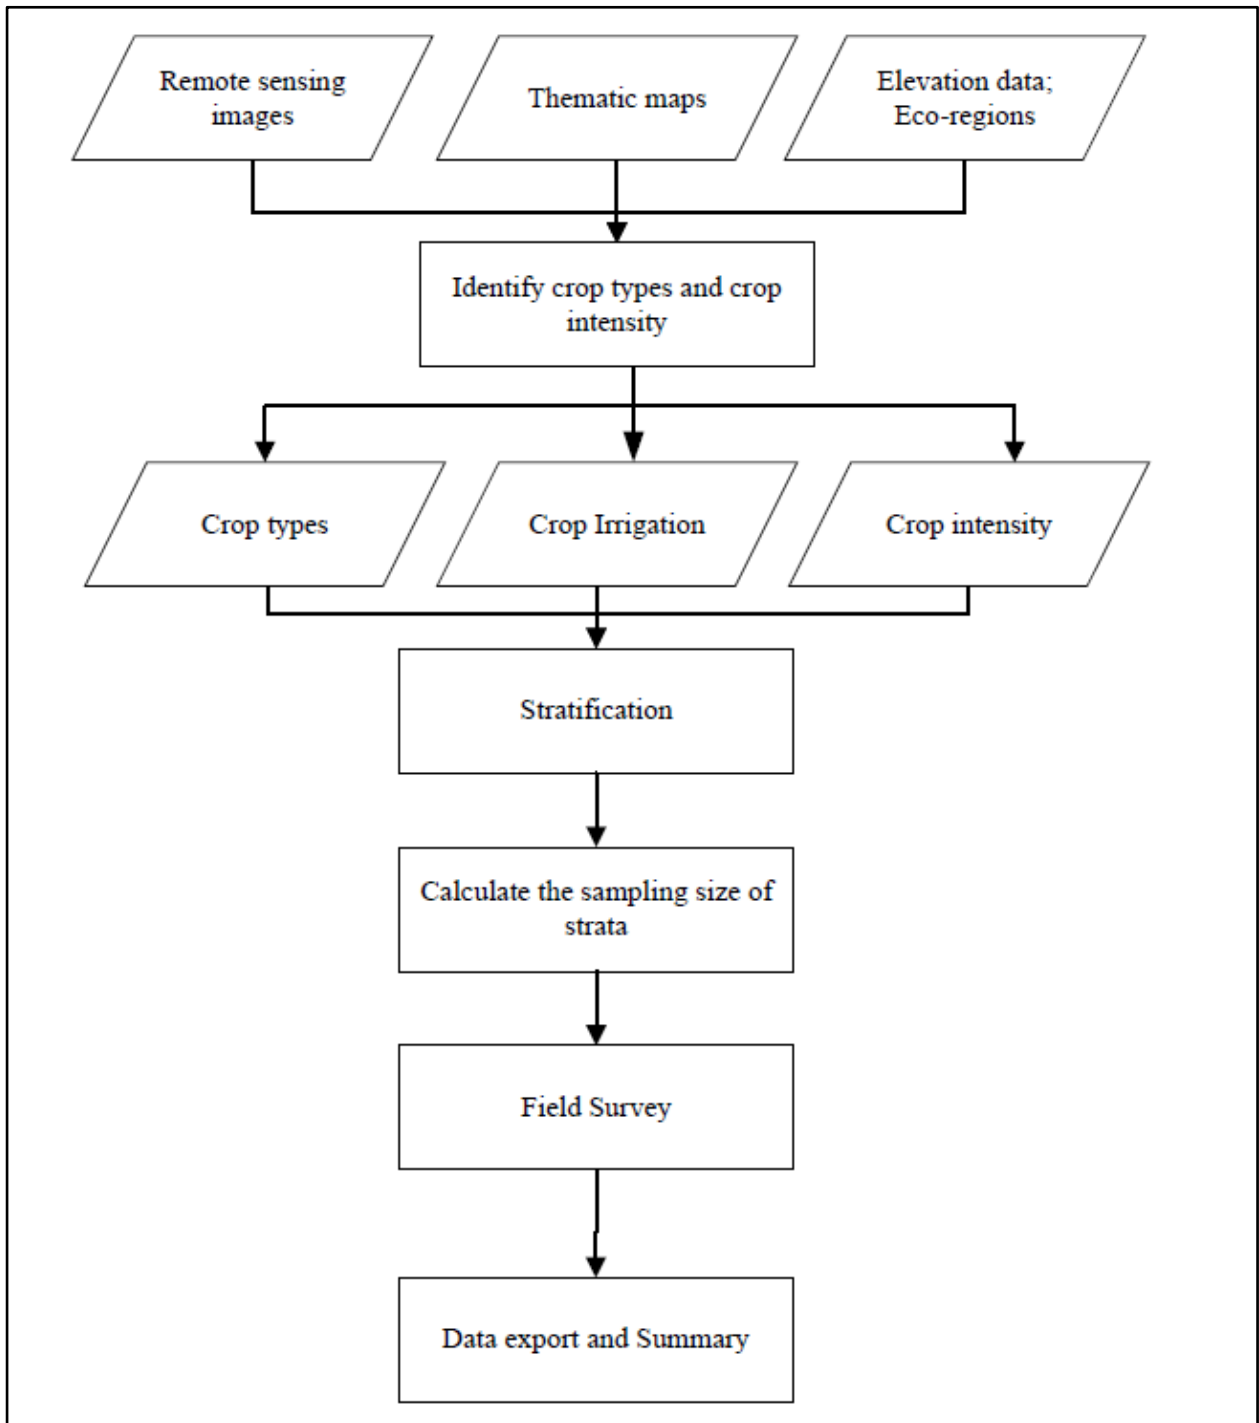 Remote sensing
images
Thematic maps
Elevation data;
Eco-regions
Identify crop types and crop
intensity
Crop types
Crop Irrigation
Crop intensity
Stratification
Calculate the sampling size of
strata
Field Survey
Data export and Summary